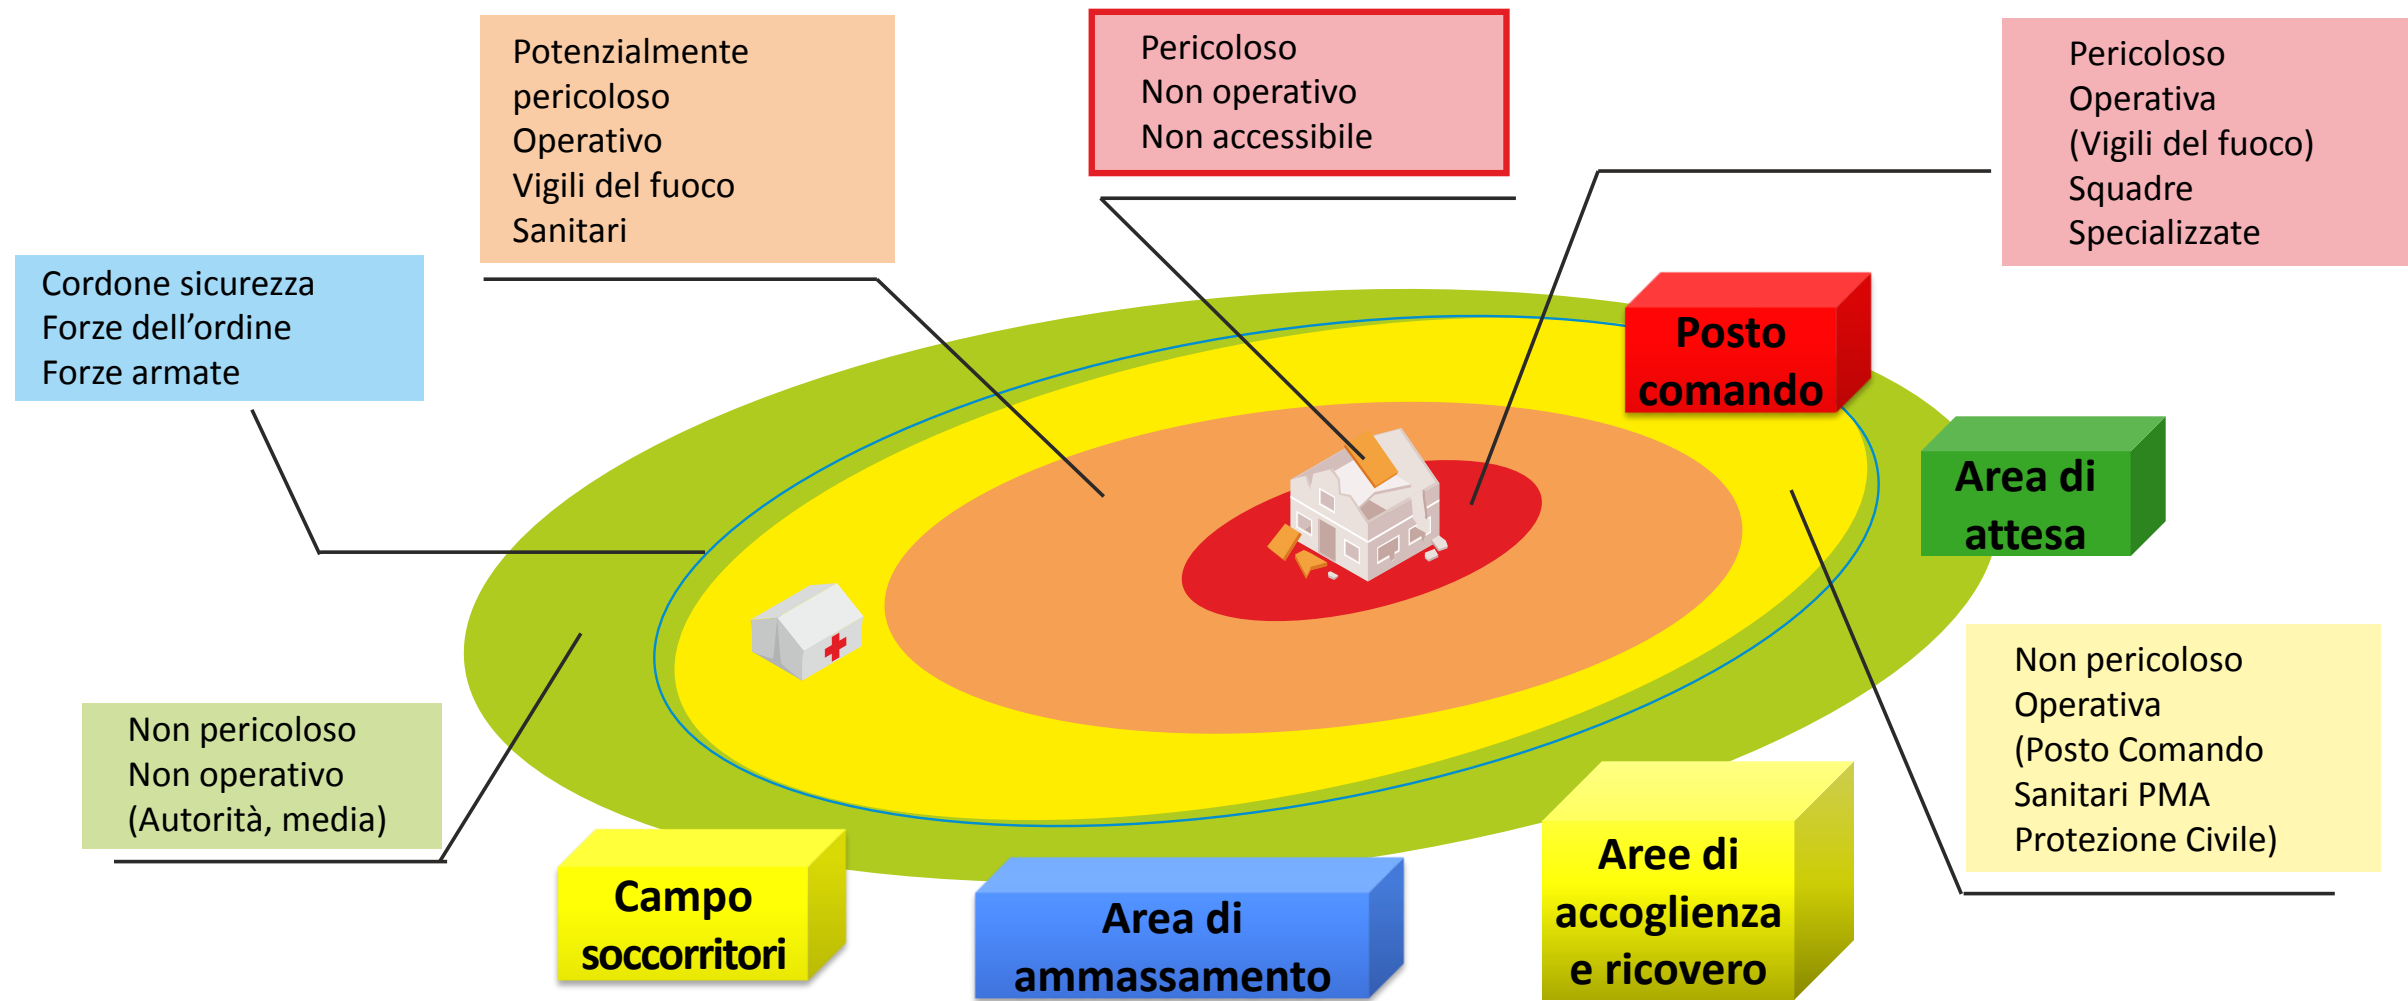 Potenzialmente
pericoloso
Operativo
Vigili del fuoco
Sanitari
Pericoloso
Non operativo
Non accessibile
Pericoloso
Operativa
(Vigili del fuoco)
Squadre
Specializzate
Cordone sicurezza
Forze dell’ordine
Forze armate
Posto
comando
Area di
attesa
Non pericoloso
Operativa
(Posto Comando
Sanitari PMA
Protezione Civile)
Non pericoloso
Non operativo
(Autorità, media)
Campo
soccorritori
Area di
ammassamento
Aree di
accoglienza
e ricovero